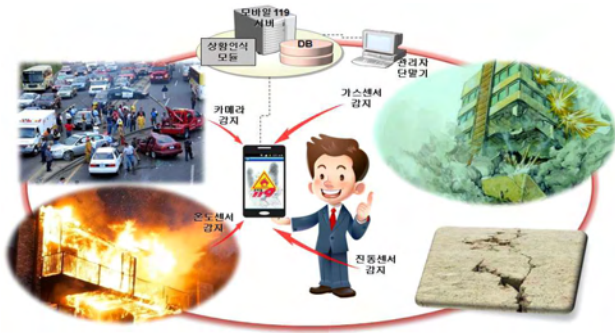 모바일 119
서버
상황인식
모듈
DB
관리자
단말기
카메라
감지
가스센서
감지
119
온도센서
감지
진동센서
감지